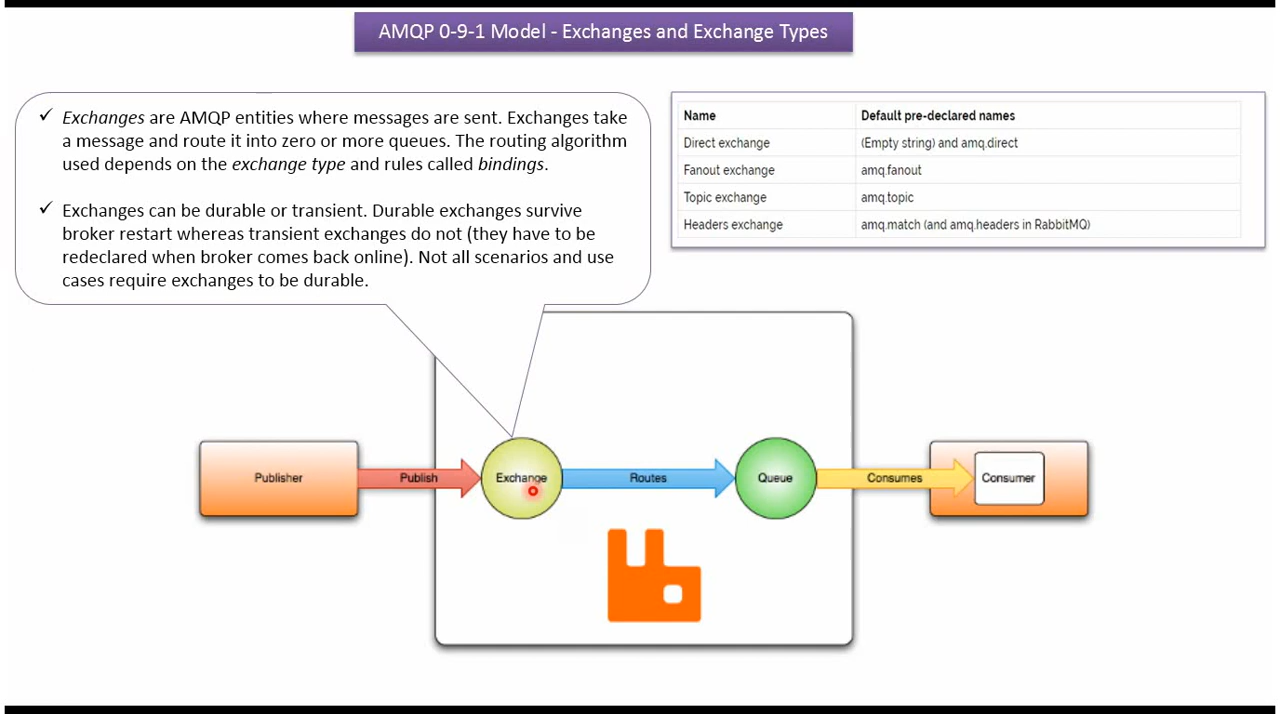 AMQP 0-9-1 Model - Exchanges and Exchange Types
✓ Exchanges are AMQP entities where messages are sent. Exchanges take
a message and route it into zero or more queues. The routing algorithm
used depends on the exchange type and rules called bindings.
✓ Exchanges can be durable or transient. Durable exchanges survive
broker restart whereas transient exchanges do not (they have to be
redeclared when broker comes back online). Not all scenarios and use
cases require exchanges to be durable.
Name Default pre-declared names
Direct exchange (Empty string) and amq.direct
Fanout exchange amq.fanout
Topic exchange amq.topic
Headers exchange amq.match (and amq.headers in RabbitMQ)
Publisher Publish Exchange Routes Queue Consumes Consumer